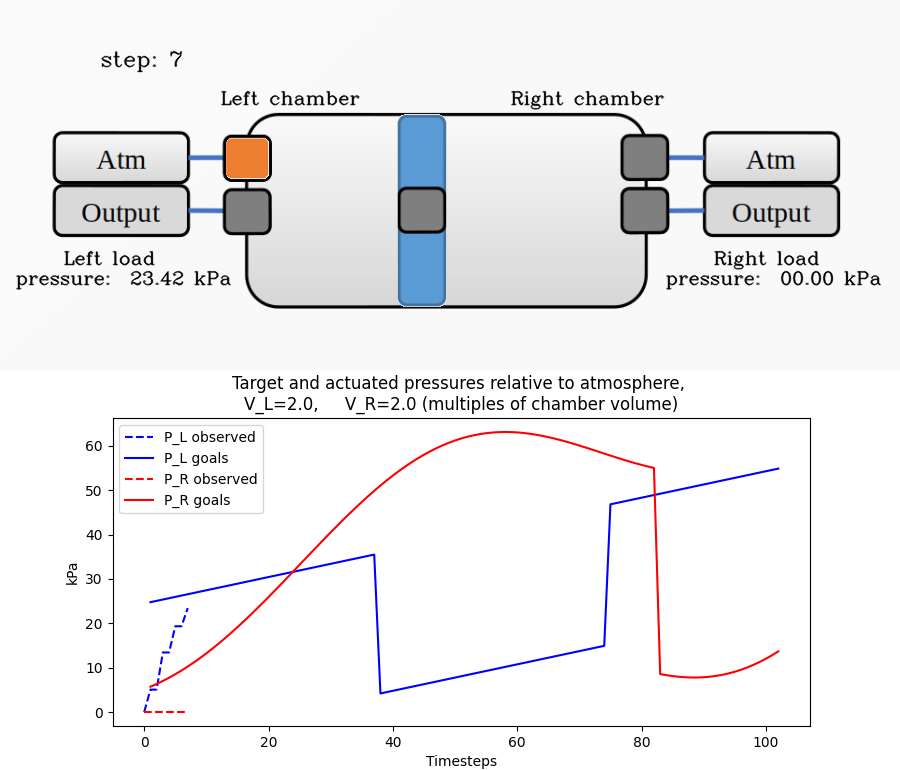 step: 7
Left chamber
Right chamber
Atm
Atm
Output
Output
Left load
pressure: 23.42 kPa
Right load
pressure: 00.00 kPa
Target and actuated pressures relative to atmosphere,
V_L=2.0, V_R=2.0 (multiples of chamber volume)
P_L observed
P_L goals
P_R observed
P_R goals
kPa
60
50
40
30
20
10
0
0 20 40 60 80 100
Timesteps